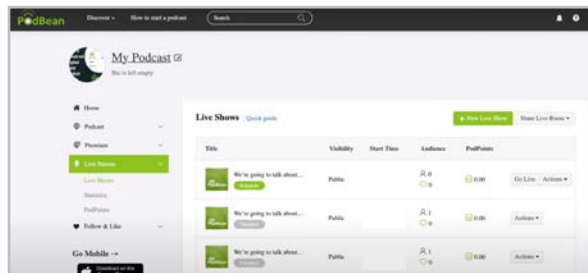 PodBean
Discover
How to start a podcast
Search
My Podcast
Bio is left empty
Home
Podcast
Premium
Live Stream
Live Shows
Statistics
PodPoints
Follow & Like
Go Mobile →
Download on the
Live Shows
Quick guide
+ New Live Show
Share Live Room
Title Visibility Start Time Audience PodPoints
We're going to talk about...
Public 0 0.00 Go Live Actions
Schedule 0
We're going to talk about...
Public 1 0.00 Actions
0
We're going to talk about...
Public 1 0.00 Actions
0